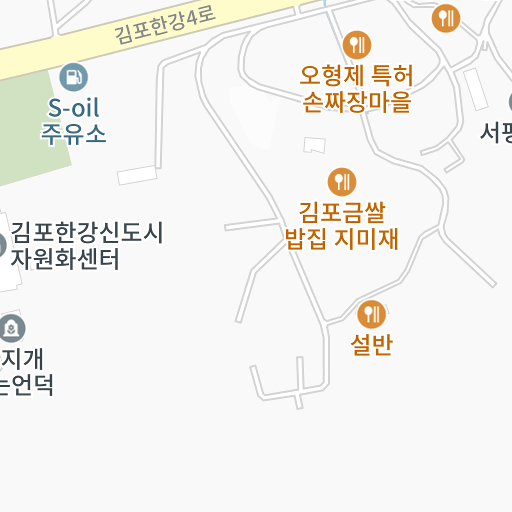 김포한강4로
오형제 특허
손짜장마을
S-oil
주유소
서평
김포금쌀
밥집 지미재
김포한강신도시
자원화센터
설반
지개
는언덕